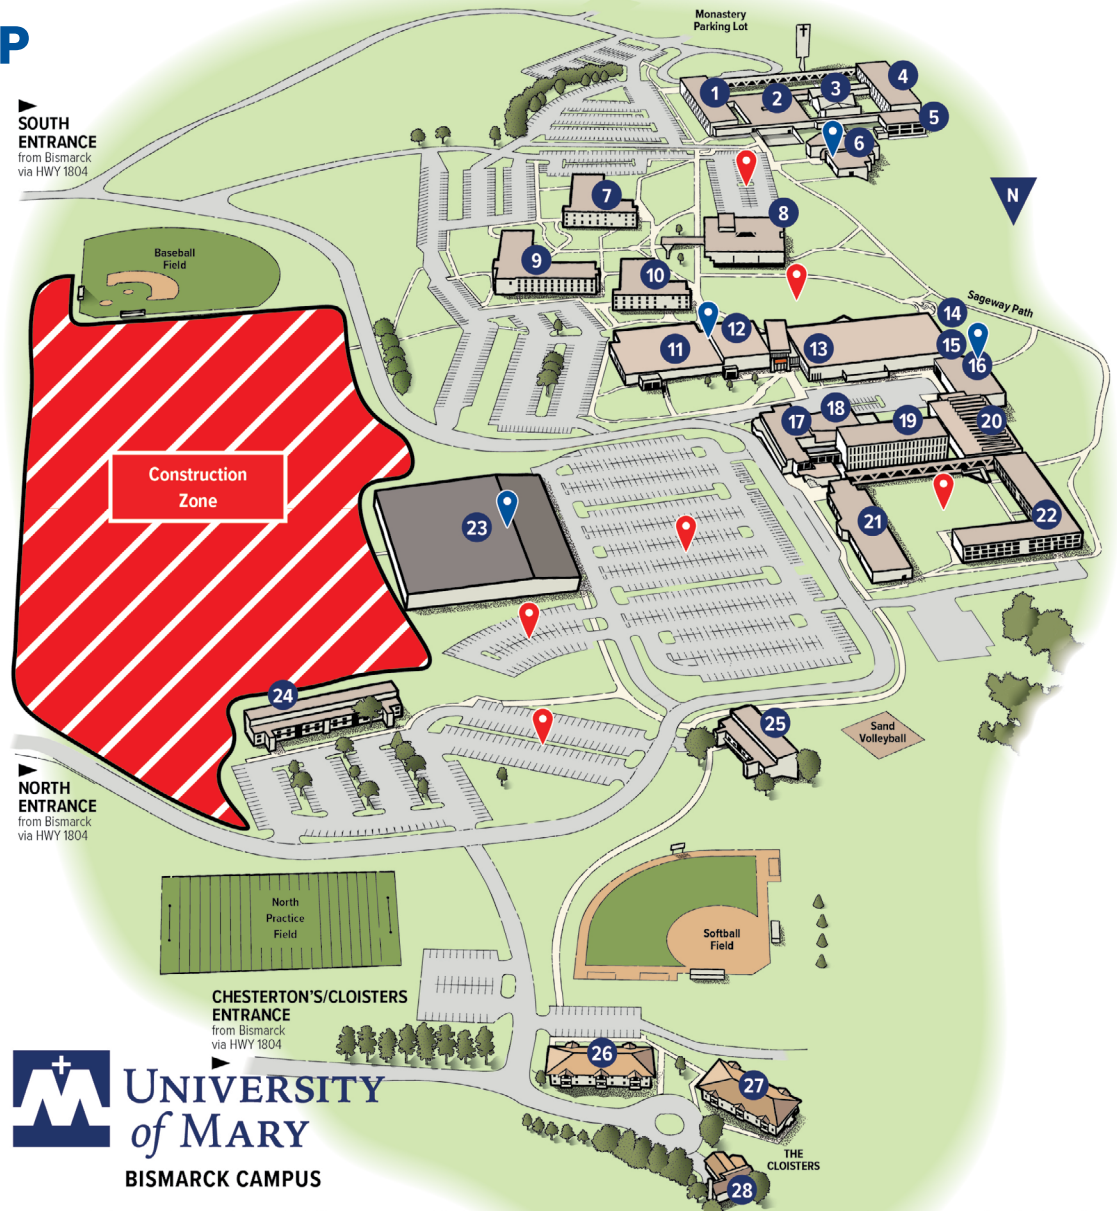 P
Monastery
Parking Lot
SOUTH
ENTRANCE
from Bismarck
via HWY 1804
1
2
3
4
5
6
N
7
8
Baseball
Field
9
10
Sageway Path
11
12
13
14
15
16
17
18
19
20
Construction
Zone
23
21
22
24
25
Sand
Volleyball
NORTH
ENTRANCE
from Bismarck
via HWY 1804
North
Practice
Field
Softball
Field
CHESTERTON'S/CLOISTERS
ENTRANCE
from Bismarck
via HWY 1804
26
27
28
THE
CLOISTERS
UNIVERSITY
of MARY
BISMARCK CAMPUS